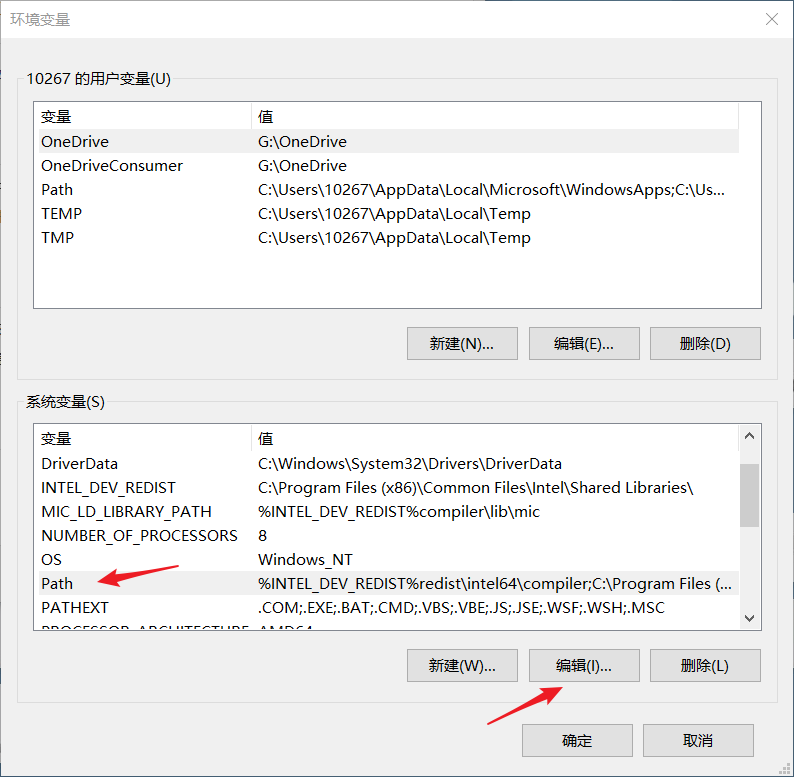 环境变量
10267 的用户变量(U)
变量 值
OneDrive G:\OneDrive
OneDriveConsumer G:\OneDrive
Path C:\Users\10267\AppData\Local\Microsoft\WindowsApps;C:\Us...
TEMP C:\Users\10267\AppData\Local\Temp
TMP C:\Users\10267\AppData\Local\Temp
新建(N)... 编辑(E)... 删除(D)
系统变量(S)
变量 值
DriverData C:\Windows\System32\Drivers\DriverData
INTEL_DEV_REDIST C:\Program Files (x86)\Common Files\Intel\Shared Libraries\
MIC_LD_LIBRARY_PATH %INTEL_DEV_REDIST%compiler\lib\mic
NUMBER_OF_PROCESSORS 8
OS Windows_NT
Path %INTEL_DEV_REDIST%redist\intel64\compiler;C:\Program Files (...
PATHEXT .COM;.EXE;.BAT;.CMD;.VBS;.VBE;.JS;.JSE;.WSF;.WSH;.MSC
PROCESSOR_ARCHITECTURE AMD64
新建(W)... 编辑(I)... 删除(L)
确定 取消